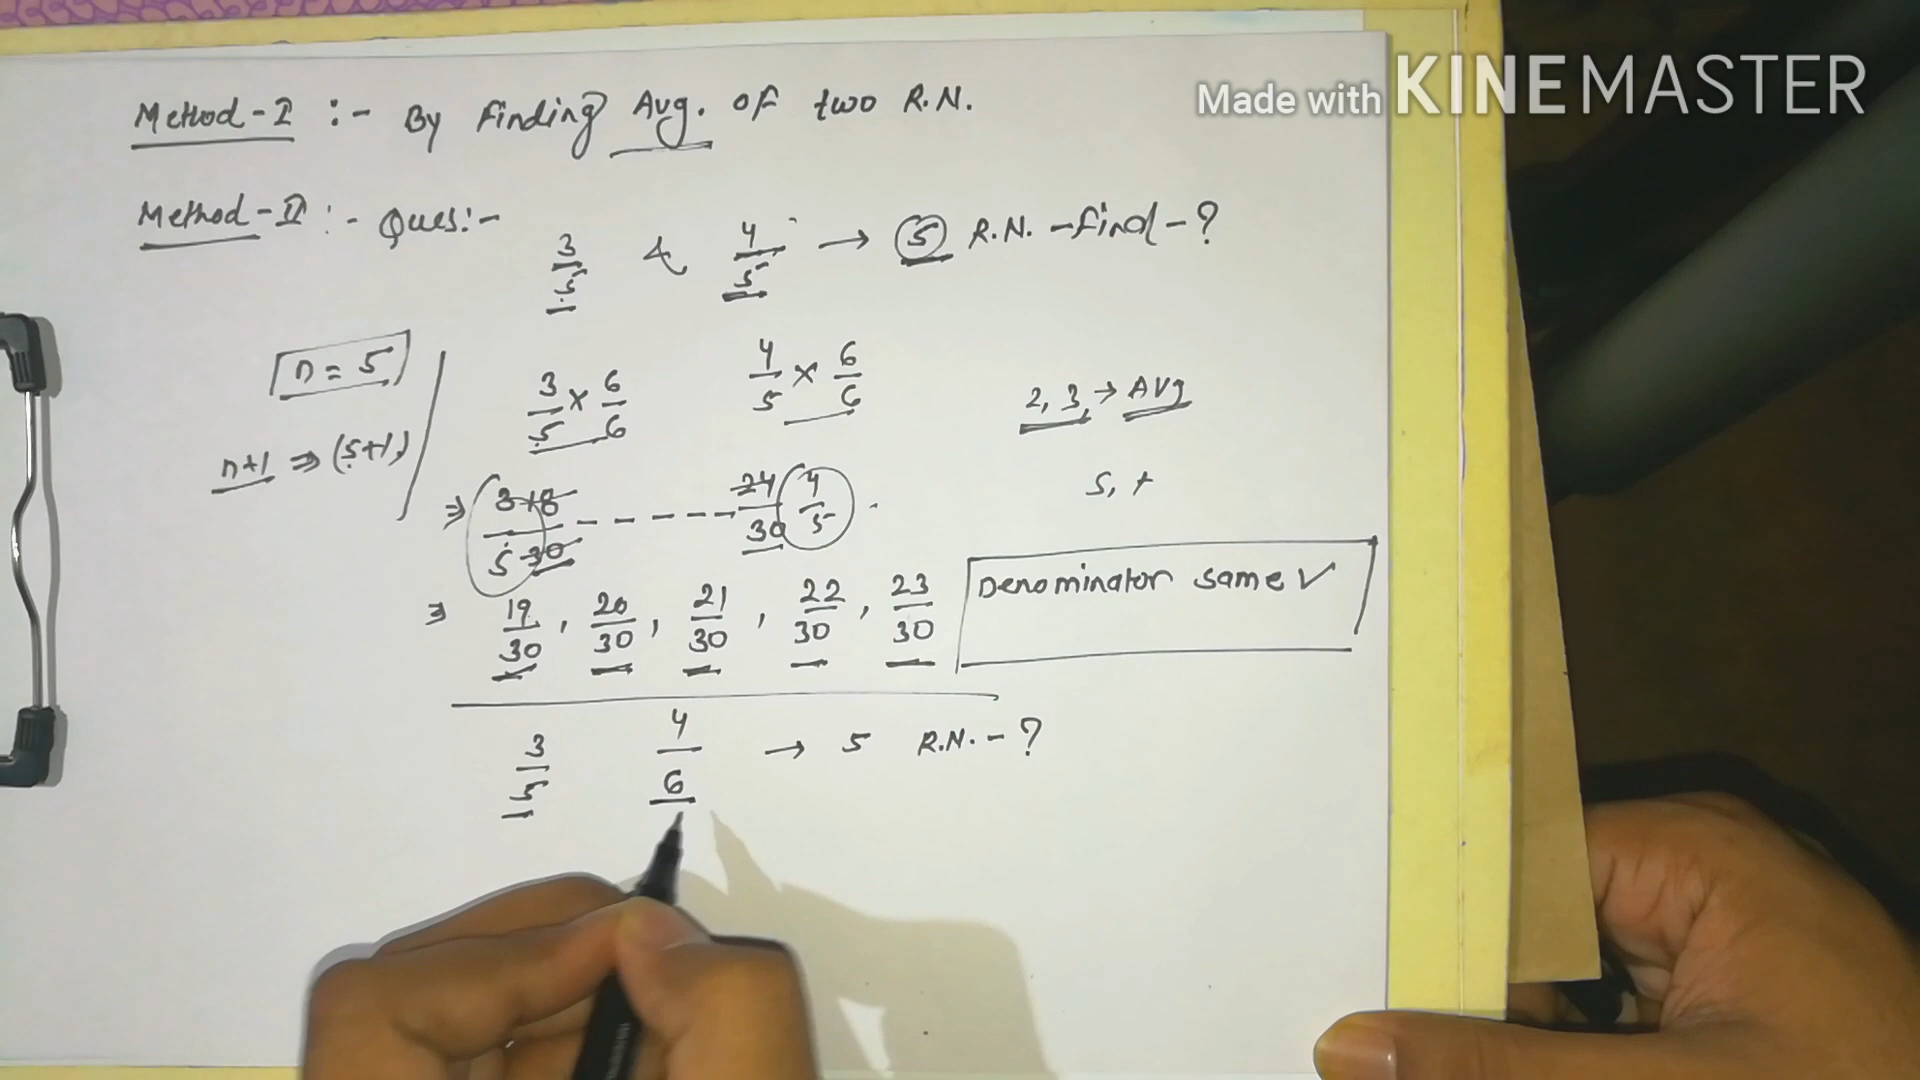 Made with KINEMASTER
Method-I :- By Finding Avg. of two R.N.
Method-II :- Ques:-
3/5 & 4/5 → 5 R.N. -find-?
n = 5
3/5 × 6/6 4/5 × 6/6
2, 3, → AVg
n+1 ⇒ (5+1)
⇒ 3 18/5 30 - - - - - - 24/30 4/5
5, +
⇒ 19/30, 20/30, 21/30, 22/30, 23/30
Denominator same ✓
3/5 4/6 → 5 R.N. - ?